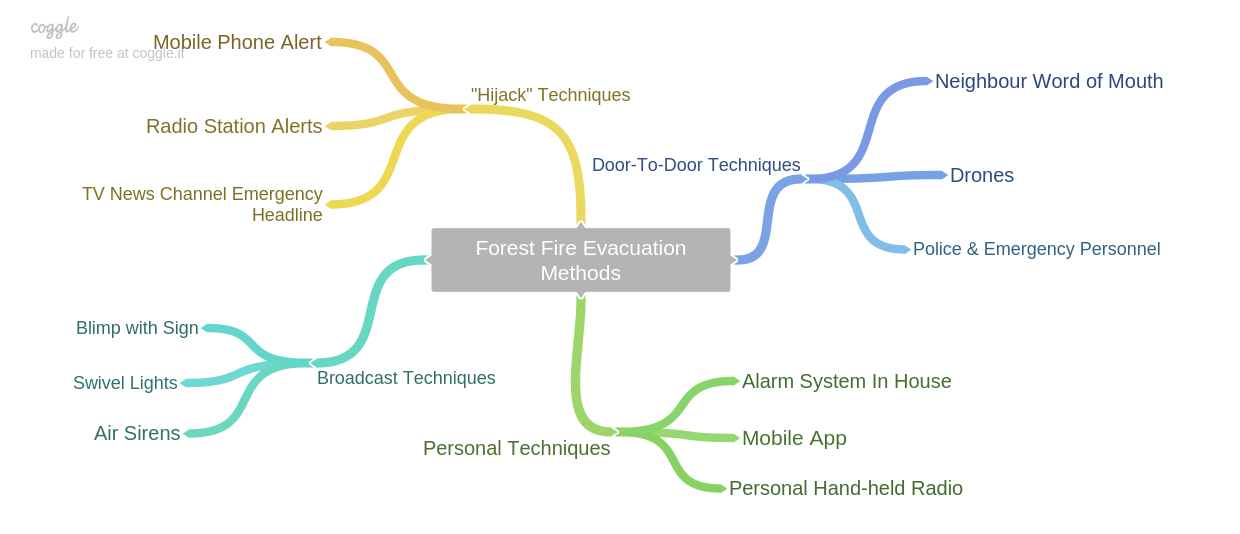 coggle
made for free at coggle.it
Mobile Phone Alert
"Hijack" Techniques
Radio Station Alerts
TV News Channel Emergency
Headline
Door-To-Door Techniques
Neighbour Word of Mouth
Drones
Police & Emergency Personnel
Forest Fire Evacuation
Methods
Blimp with Sign
Swivel Lights
Air Sirens
Broadcast Techniques
Personal Techniques
Alarm System In House
Mobile App
Personal Hand-held Radio